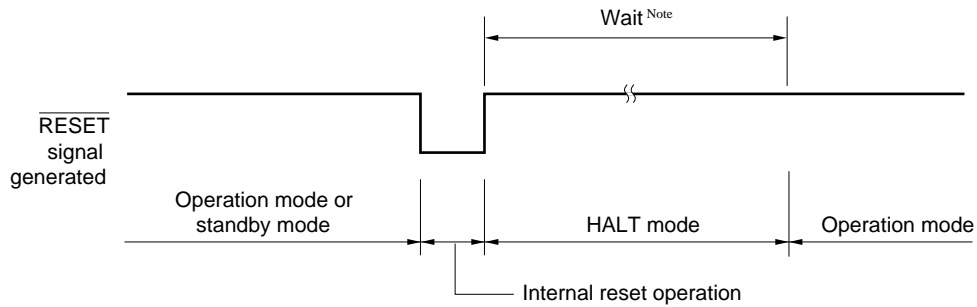 Wait Note
RESET
signal
generated
Operation mode or
standby mode
HALT mode
Operation mode
Internal reset operation